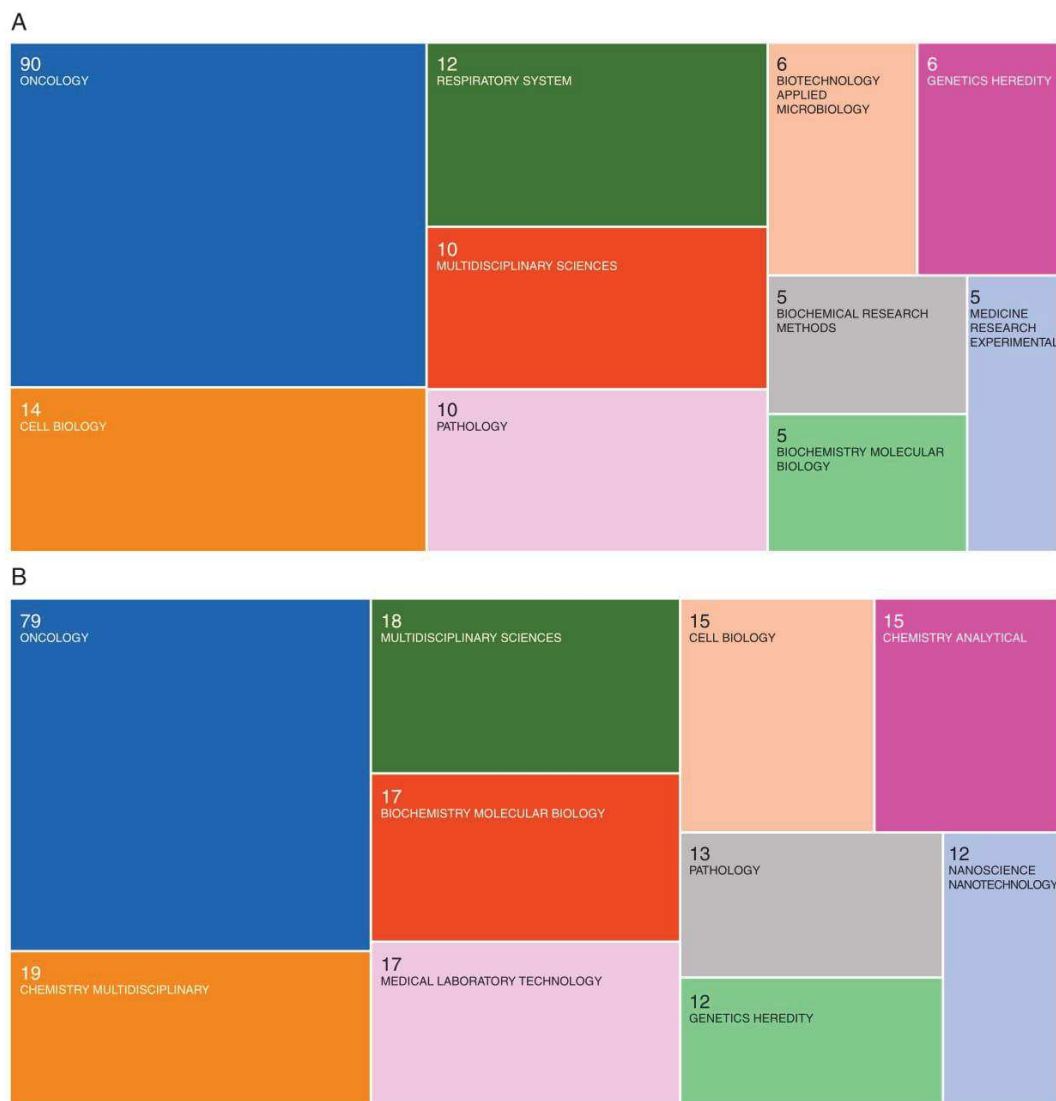 A
90
ONCOLOGY
12
RESPIRATORY SYSTEM
6
BIOTECHNOLOGY
APPLIED
MICROBIOLOGY
6
GENETICS HEREDITY
10
MULTIDISCIPLINARY SCIENCES
5
BIOCHEMICAL RESEARCH
METHODS
5
MEDICINE
RESEARCH
EXPERIMENTAL
14
CELL BIOLOGY
10
PATHOLOGY
5
BIOCHEMISTRY MOLECULAR
BIOLOGY
B
79
ONCOLOGY
18
MULTIDISCIPLINARY SCIENCES
15
CELL BIOLOGY
15
CHEMISTRY ANALYTICAL
17
BIOCHEMISTRY MOLECULAR BIOLOGY
13
PATHOLOGY
12
NANOSCIENCE
NANOTECHNOLOGY
19
CHEMISTRY MULTIDISCIPLINARY
17
MEDICAL LABORATORY TECHNOLOGY
12
GENETICS HEREDITY